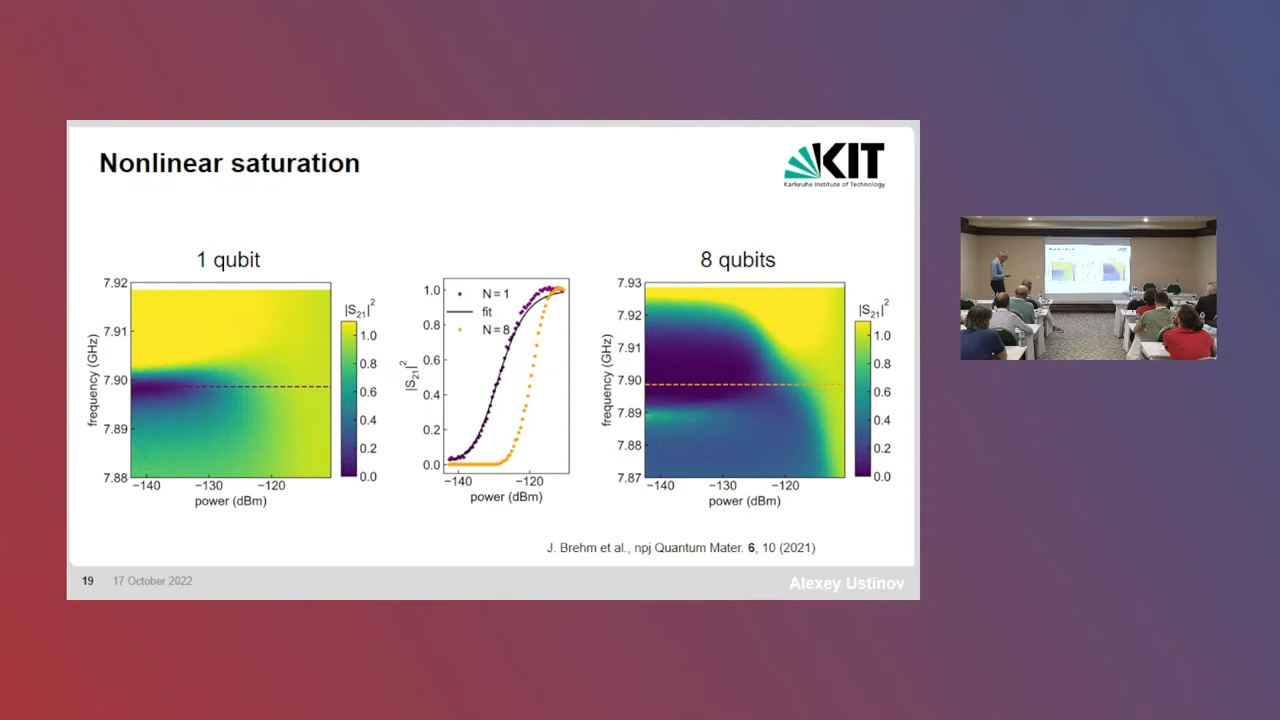 Nonlinear saturation
KIT
Karlsruhe Institute of Technology
1 qubit
7.92
7.91
7.90
7.89
7.88
frequency (GHz)
−140
−130
−120
power (dBm)
|S21|2
1.0
0.8
0.6
0.4
0.2
0.0
N=1
fit
N=8
1.0
0.8
0.6
0.4
0.2
0.0
|S21|2
−140
−120
power (dBm)
8 qubits
7.93
7.92
7.91
7.90
7.89
7.88
7.87
frequency (GHz)
−140
−130
−120
power (dBm)
|S21|2
1.0
0.8
0.6
0.4
0.2
0.0
J. Brehm et al., npj Quantum Mater. 6, 10 (2021)
19 17 October 2022
Alexey Ustinov